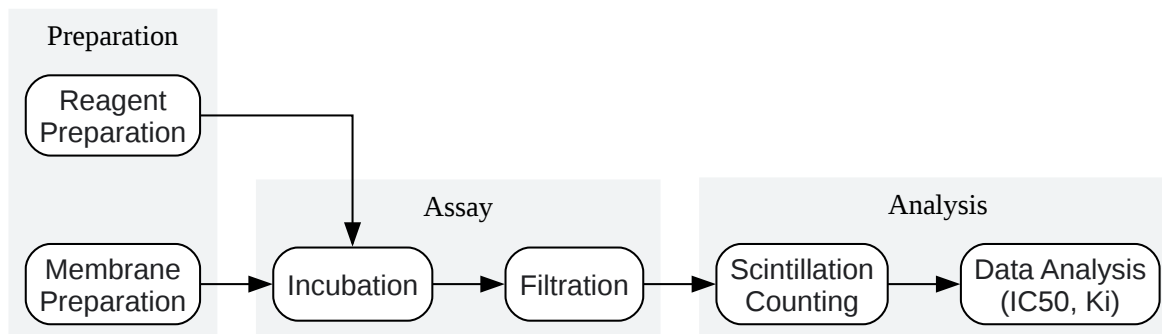 Preparation
Reagent
Preparation
Membrane
Preparation
Assay
Incubation
Filtration
Analysis
Scintillation
Counting
Data Analysis
(IC50, Ki)